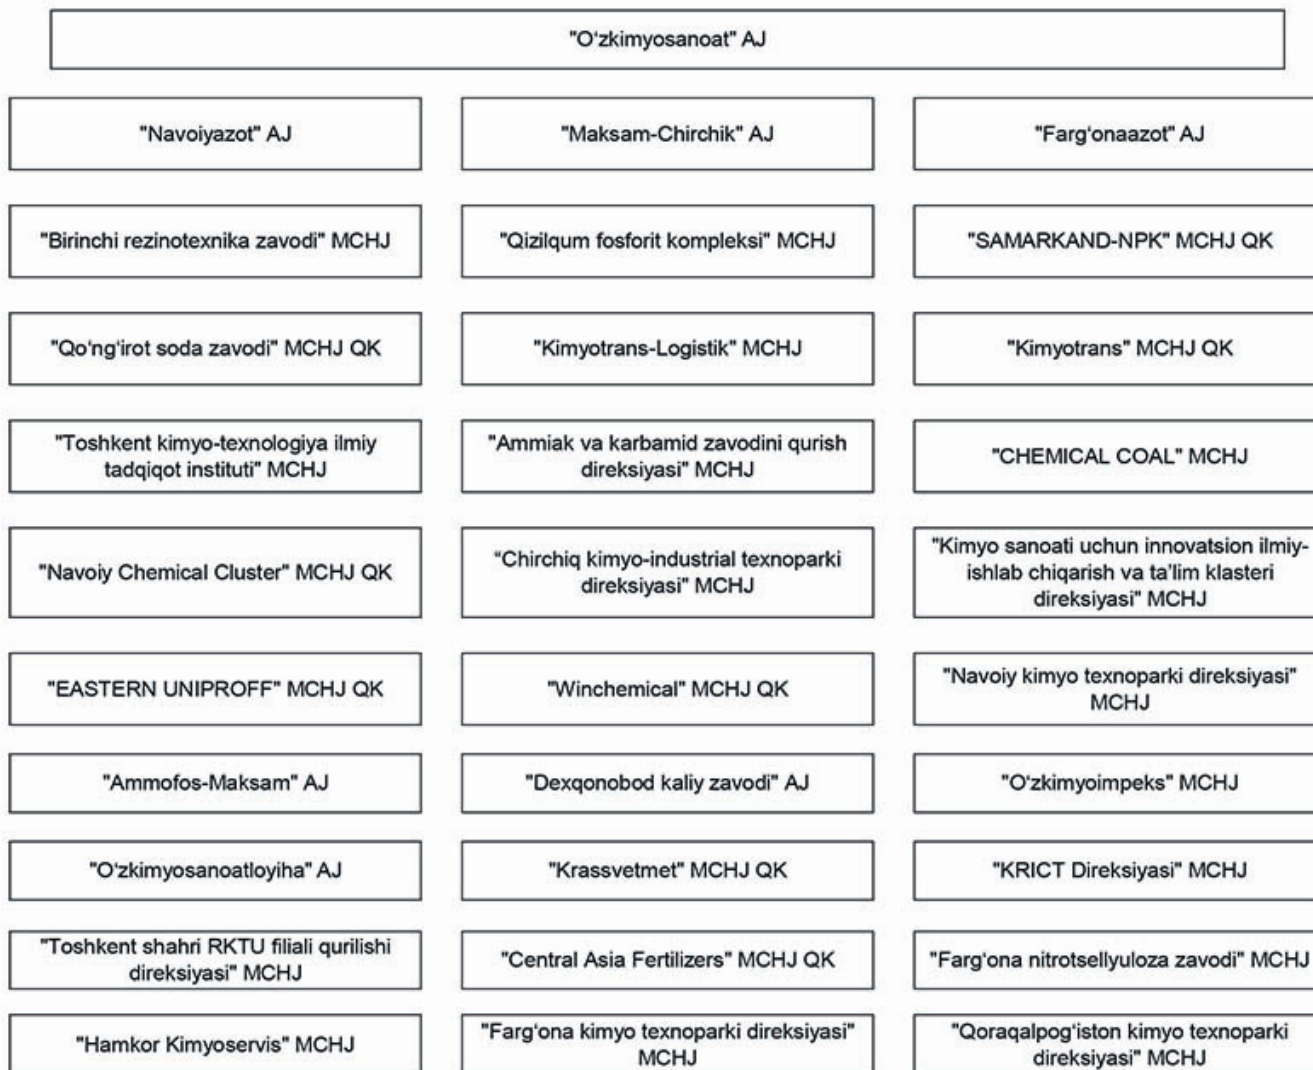 "O‘zkimyosanoat" AJ
"Navoiyazot" AJ
"Maksam-Chirchik" AJ
"Farg‘onaazot" AJ
"Birinchi rezinotexnika zavodi" MCHJ
"Qizilqum fosforit kompleksi" MCHJ
"SAMARKAND-NPK" MCHJ QK
"Qo‘ng‘irot soda zavodi" MCHJ QK
"Kimyotrans-Logistik" MCHJ
"Kimyotrans" MCHJ QK
"Toshkent kimyo-texnologiya ilmiy
tadqiqot instituti" MCHJ
"Ammiak va karbamid zavodini qurish
direksiyasi" MCHJ
"CHEMICAL COAL" MCHJ
"Navoiy Chemical Cluster" MCHJ QK
"Chirchiq kimyo-industrial texnoparki
direksiyasi" MCHJ
"Kimyo sanoati uchun innovatsion ilmiy-
ishlab chiqarish va ta’lim klasteri
direksiyasi" MCHJ
"EASTERN UNIPROFF" MCHJ QK
"Winchemical" MCHJ QK
"Navoiy kimyo texnoparki direksiyasi"
MCHJ
"Ammofos-Maksam" AJ
"Dexqonobod kaliy zavodi" AJ
"O‘zkimyoimpeks" MCHJ
"O‘zkimyosanoatloyiha" AJ
"Krassvetmet" MCHJ QK
"KRICT Direksiyasi" MCHJ
"Toshkent shahri RKTU filiali qurilishi
direksiyasi" MCHJ
"Central Asia Fertilizers" MCHJ QK
"Farg‘ona nitrotsellyuloza zavodi" MCHJ
"Hamkor Kimyoservis" MCHJ
"Farg‘ona kimyo texnoparki direksiyasi"
MCHJ
"Qoraqalpog‘iston kimyo texnoparki
direksiyasi" MCHJ